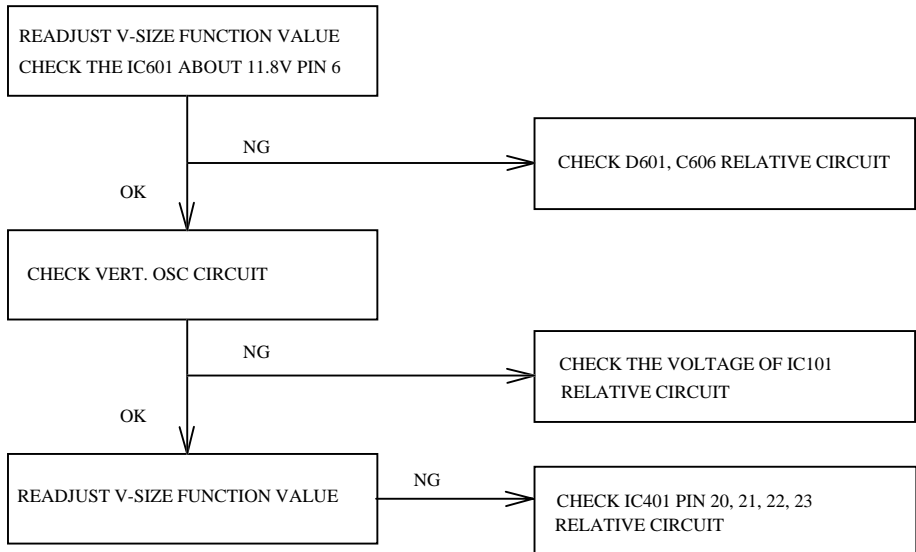 READJUST V-SIZE FUNCTION VALUE
CHECK THE IC601 ABOUT 11.8V PIN 6
NG
CHECK D601, C606 RELATIVE CIRCUIT
OK
CHECK VERT. OSC CIRCUIT
NG
CHECK THE VOLTAGE OF IC101
RELATIVE CIRCUIT
OK
READJUST V-SIZE FUNCTION VALUE
NG
CHECK IC401 PIN 20, 21, 22, 23
RELATIVE CIRCUIT